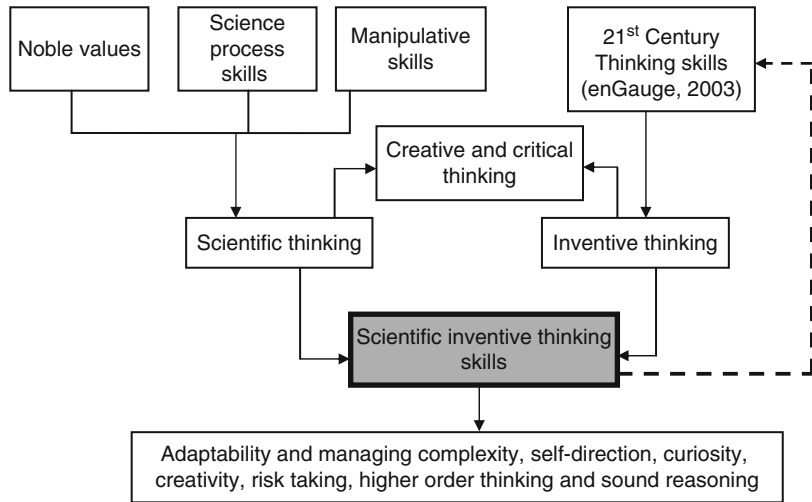 Noble values
Science
process
skills
Manipulative
skills
21st Century
Thinking skills
(enGauge, 2003)
Creative and critical
thinking
Scientific thinking
Inventive thinking
Scientific inventive thinking
skills
Adaptability and managing complexity, self-direction, curiosity,
creativity, risk taking, higher order thinking and sound reasoning